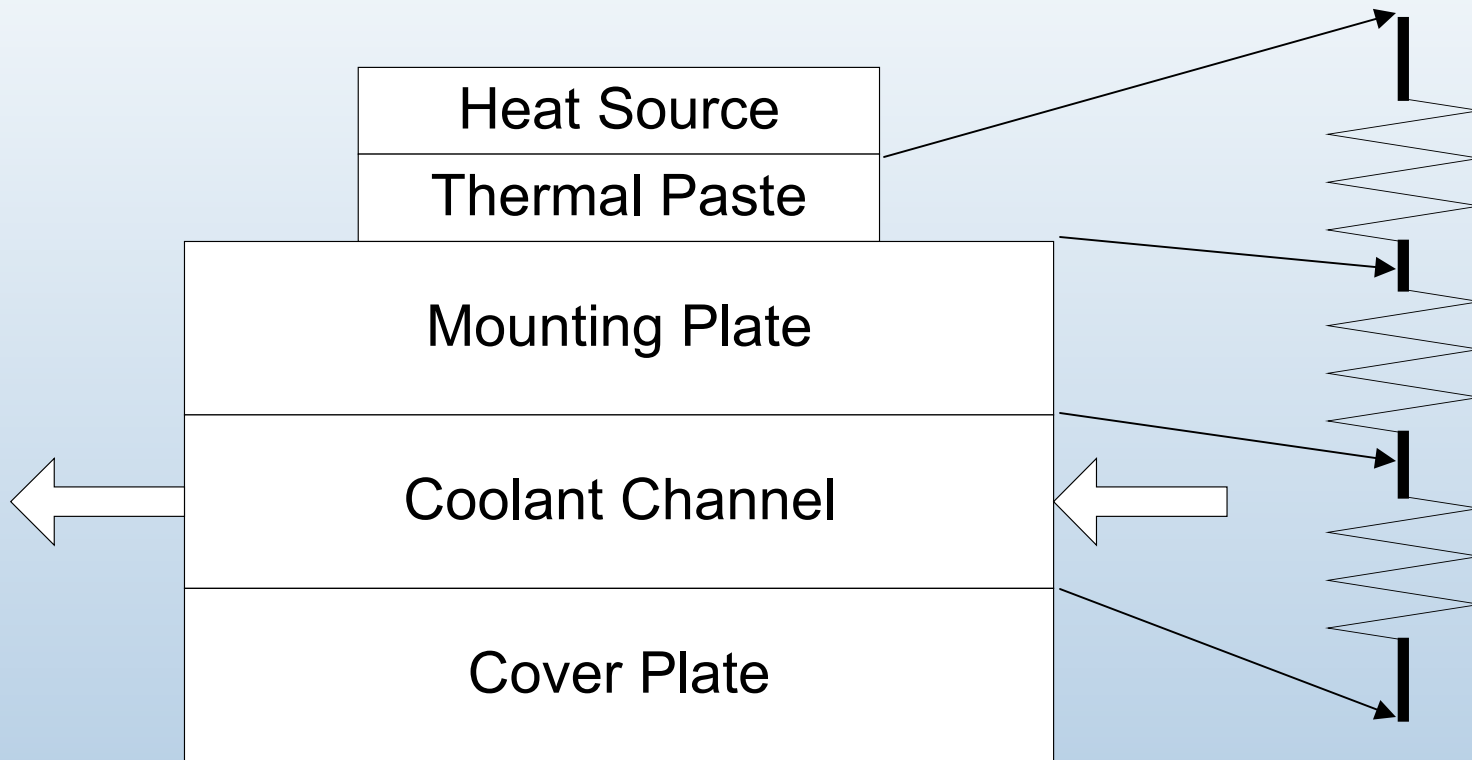 Heat Source
Thermal Paste
Mounting Plate
Coolant Channel
Cover Plate